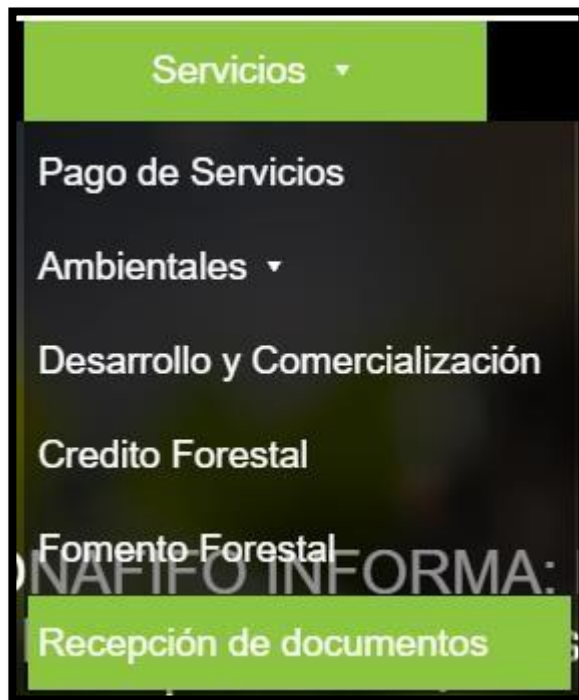 Servicios
Pago de Servicios
Ambientales
Desarrollo y Comercialización
Credito Forestal
Fomento Forestal
ONAFIFO INFORMA:
Recepción de documentos